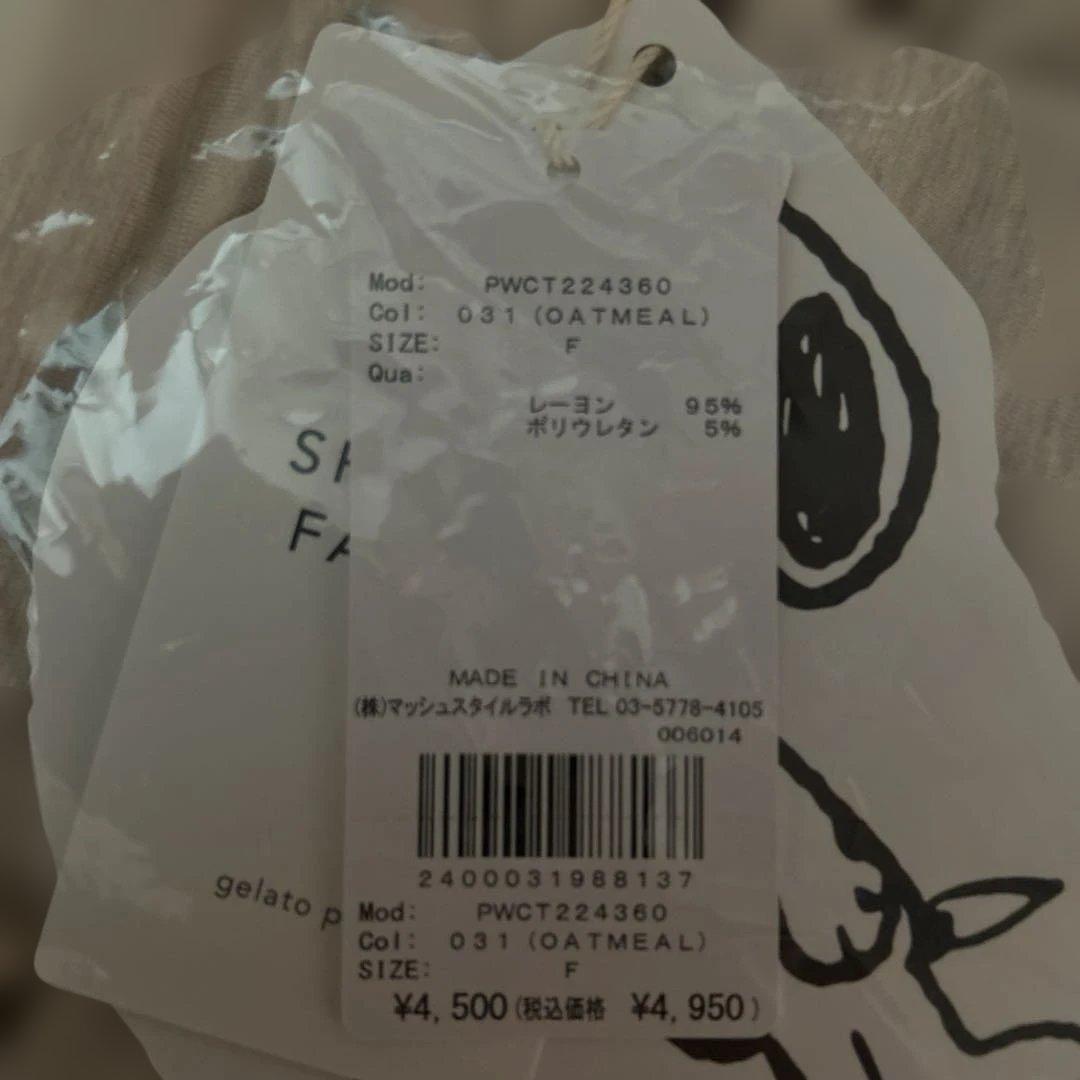 Mod: PWCT224360
Col: 031 (OATMEAL)
SIZE: F
Qua:
レーヨン 95%
ポリウレタン 5%
MADE IN CHINA
(株)マッシュスタイルラボ TEL 03-5778-4105
006014
2400031988137
Mod: PWCT224360
Col: 031 (OATMEAL)
SIZE: F
¥4,500(税込価格 ¥4,950)
gelato